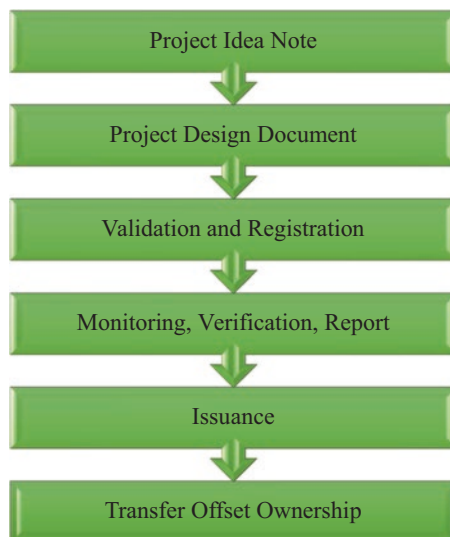 Project Idea Note
Project Design Document
Validation and Registration
Monitoring, Verification, Report
Issuance
Transfer Offset Ownership